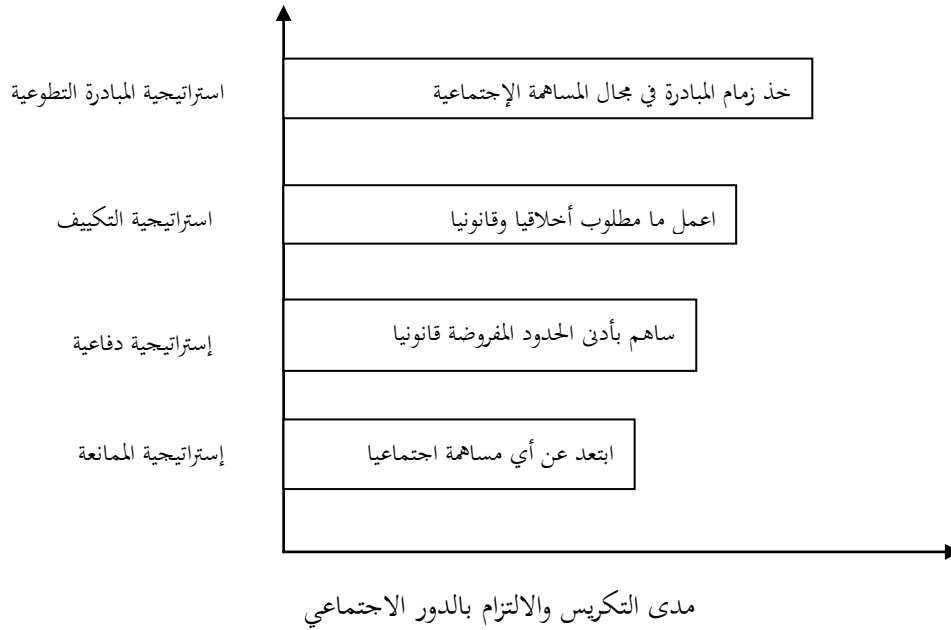 استراتيجية المبادرة التطوعية
خذ زمام المبادرة في مجال المساهمة الإجتماعية
استراتيجية التكييف
اعمل ما مطلوب أخلاقيا وقانونيا
إستراتيجية دفاعية
ساهم بأدنى الحدود المفروضة قانونيا
إستراتيجية الممانعة
ابتعد عن أي مساهمة اجتماعيا
مدى التكريس والالتزام بالدور الاجتماعي